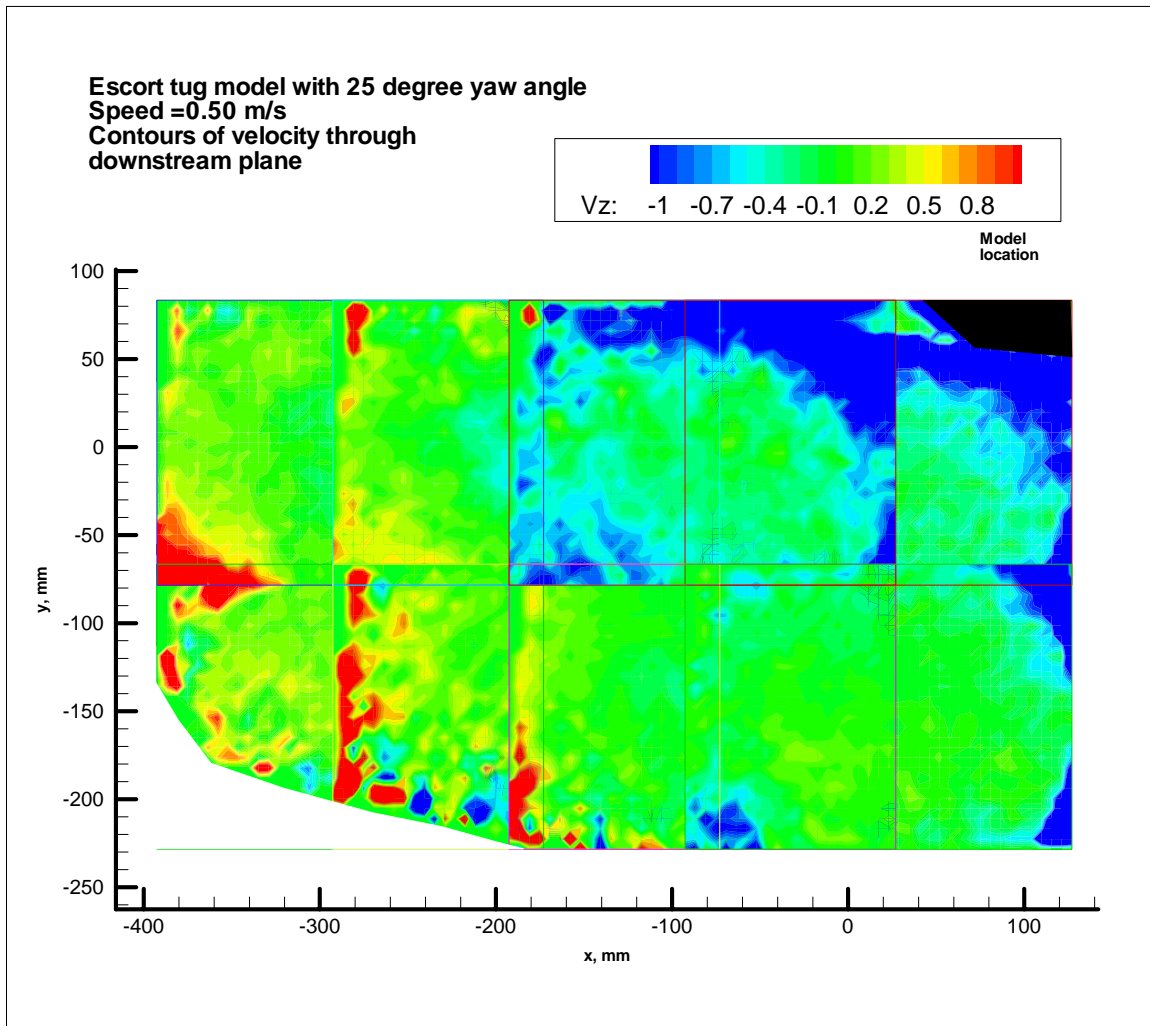 Escort tug model with 25 degree yaw angle
Speed =0.50 m/s
Contours of velocity through
downstream plane
Vz: -1 -0.7 -0.4 -0.1 0.2 0.5 0.8
Model
location
100
50
0
-50
-100
-150
-200
-250
y, mm
-400 -300 -200 -100 0 100
x, mm